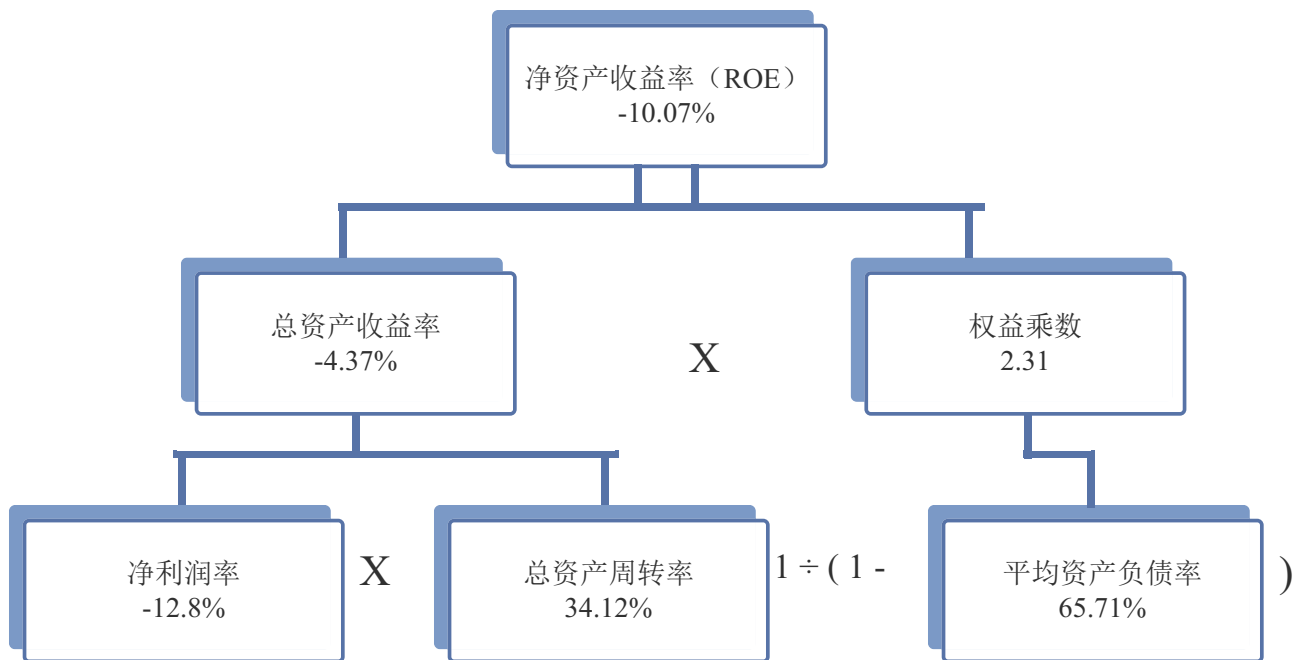 净资产收益率（ROE）
-10.07%
总资产收益率
-4.37%
X
权益乘数
2.31
净利润率
-12.8%
X
总资产周转率
34.12%
1 ÷ ( 1 -
平均资产负债率
65.71%
)